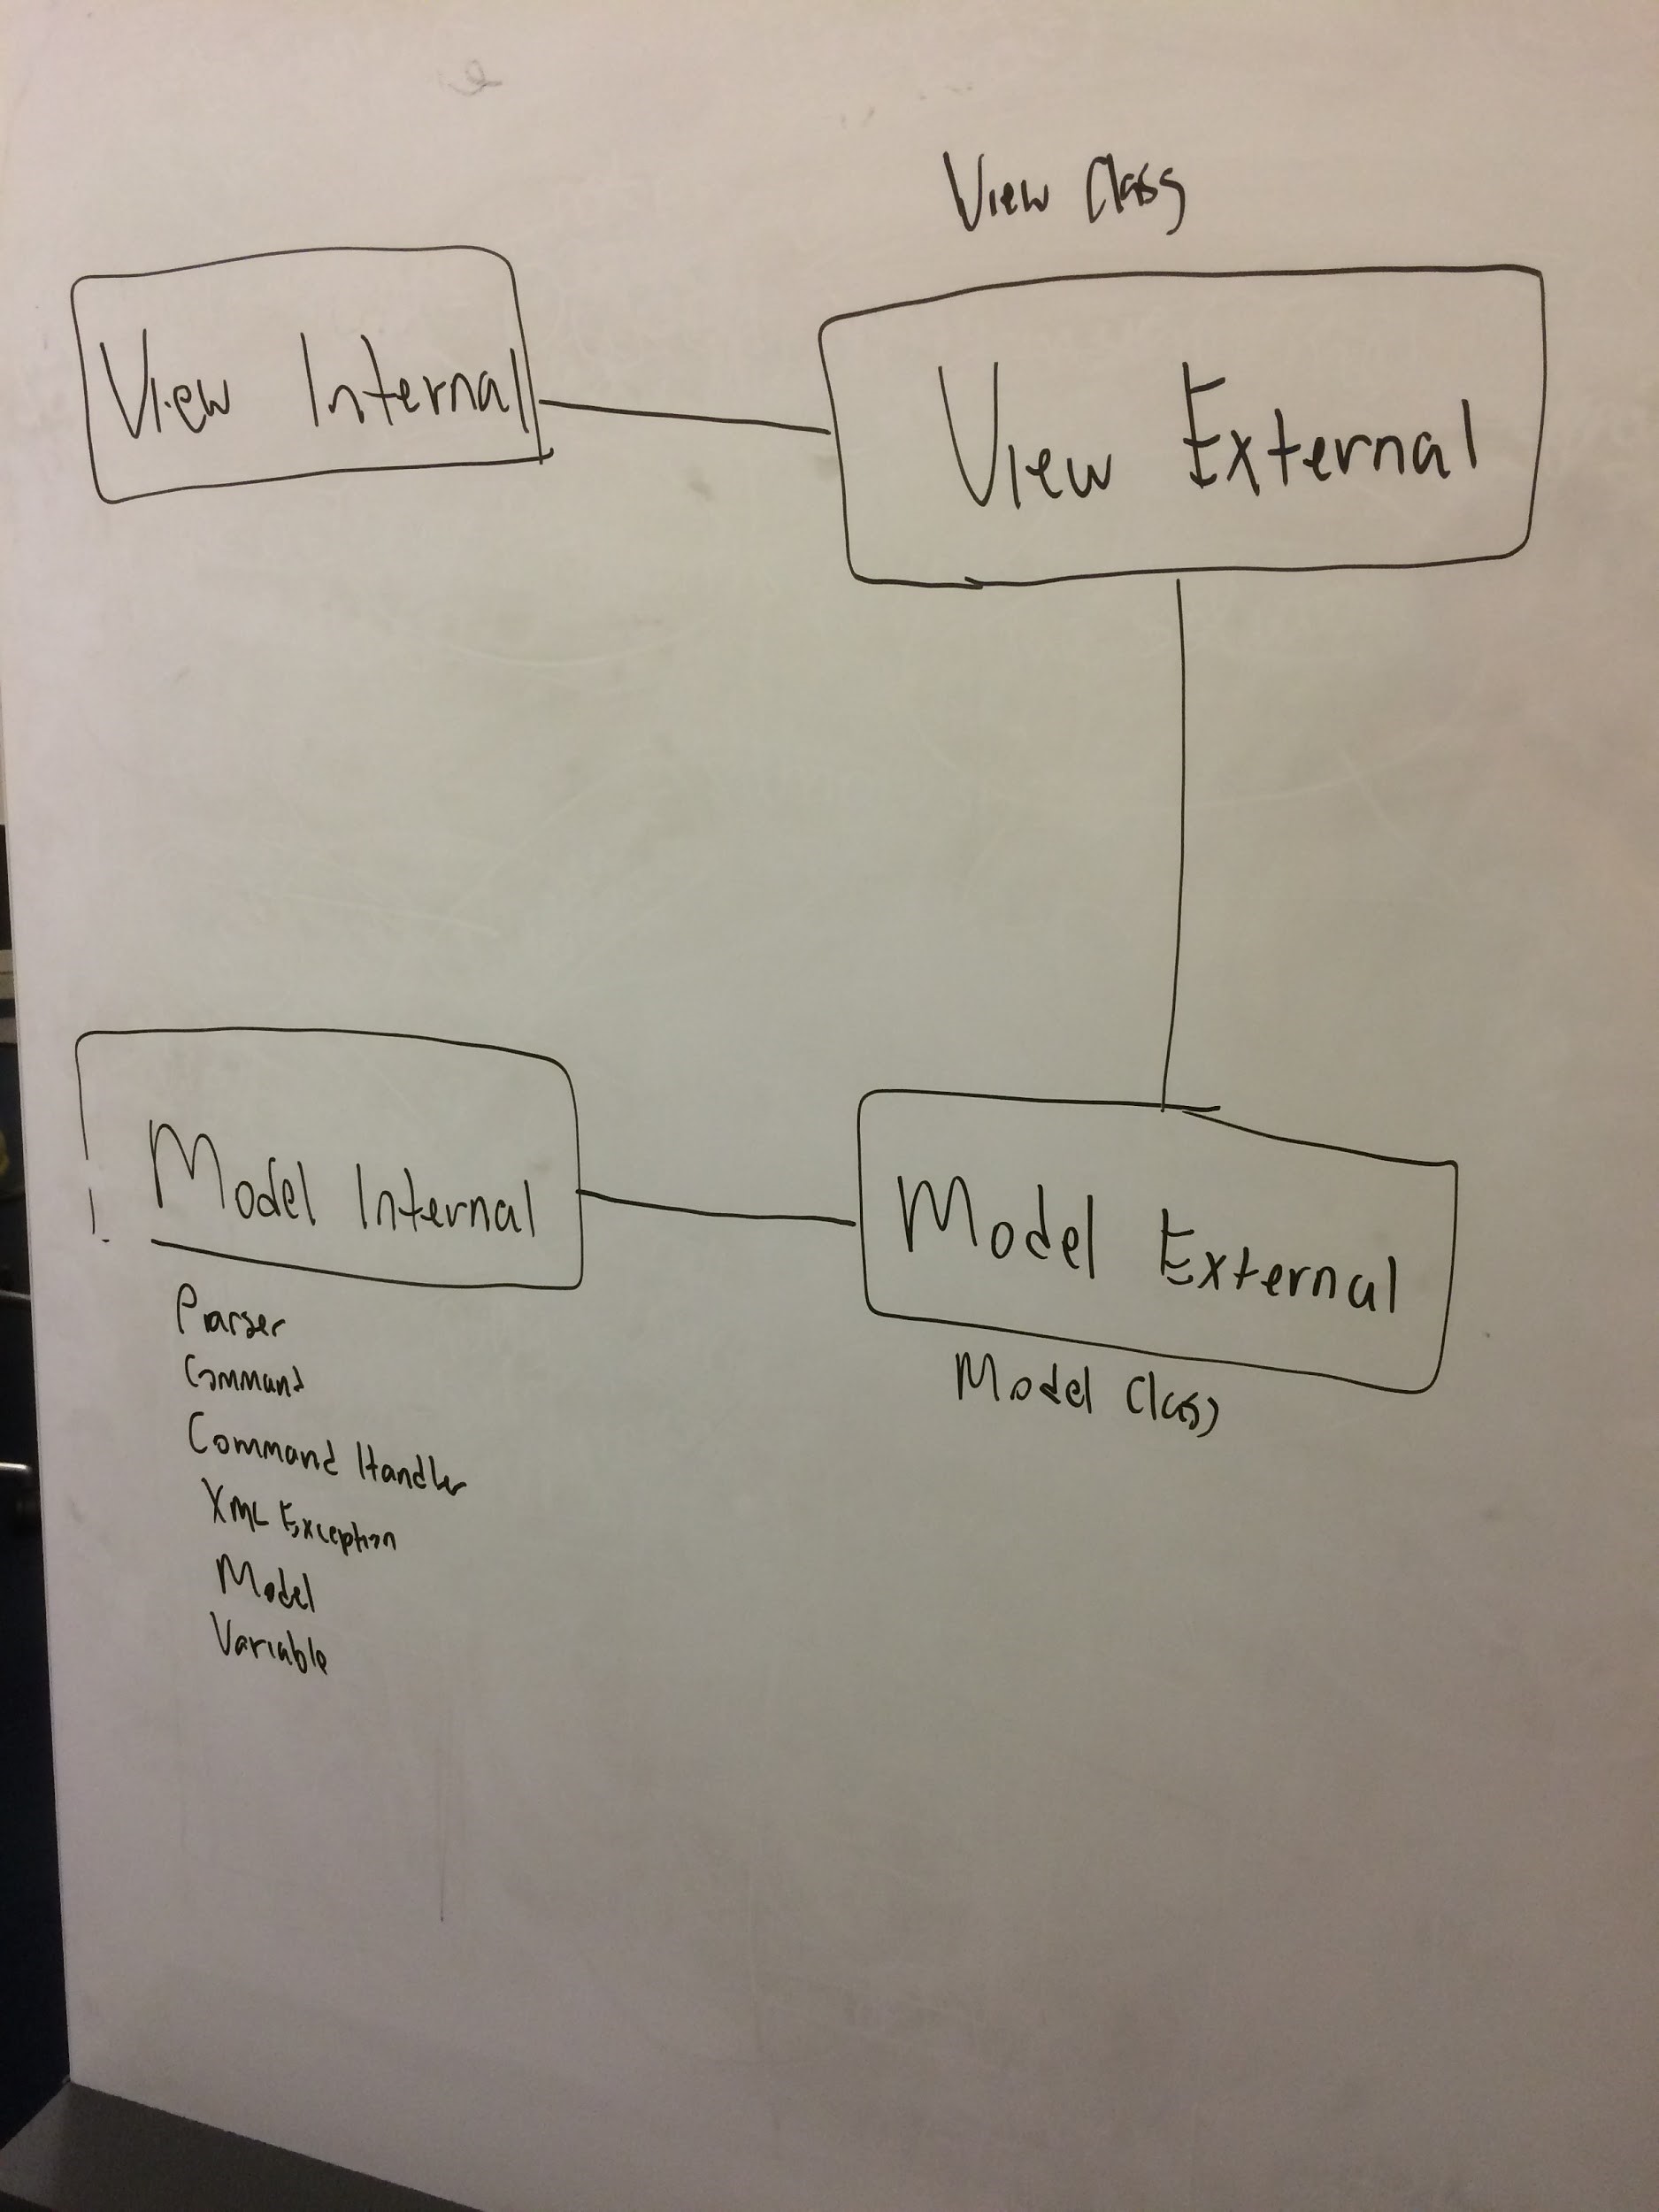 View Class
View Internal
View External
Model Internal
Model External
Parser
Command
Command Handler
XML Exception
Model
Variable
Model Class